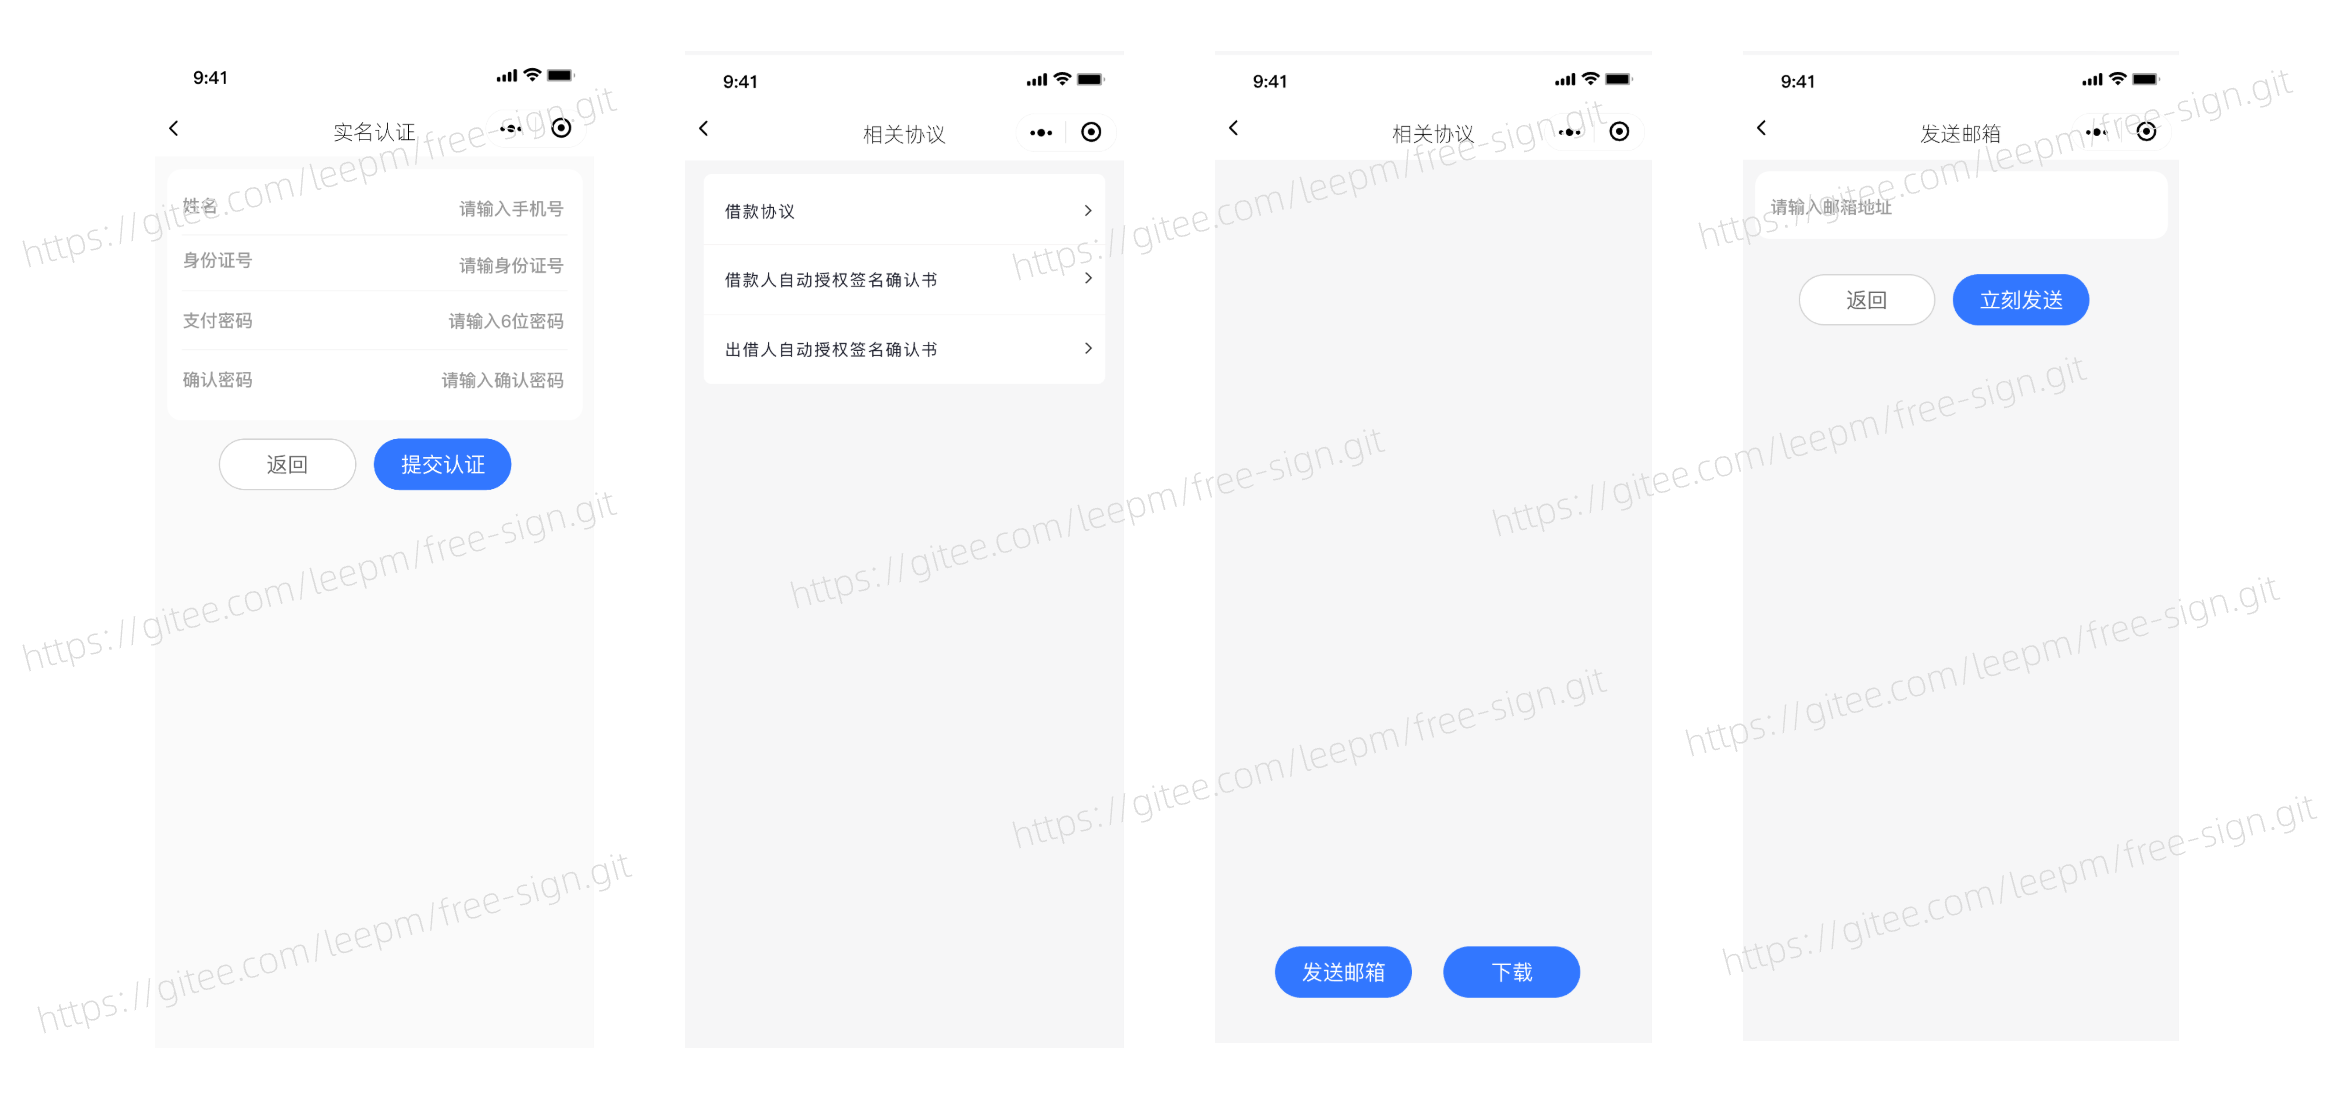 9:41
实名认证
姓名
请输入手机号
身份证号
请输身份证号
支付密码
请输入6位密码
确认密码
请输入确认密码
返回
提交认证
9:41
相关协议
借款协议
借款人自动授权签名确认书
出借人自动授权签名确认书
9:41
相关协议
发送邮箱
下载
9:41
发送邮箱
请输入邮箱地址
返回
立刻发送
https://gitee.com/leepm/free-sign.git
https://gitee.com/leepm/free-sign.git
https://gitee.com/leepm/free-sign.git
https://gitee.com/leepm/free-sign.git
https://gitee.com/leepm/free-sign.git
https://gitee.com/leepm/free-sign.git
https://gitee.com/leepm/free-sign.git
https://gitee.com/leepm/free-sign.git
https://gitee.com/leepm/free-sign.git
https://gitee.com/leepm/free-sign.git